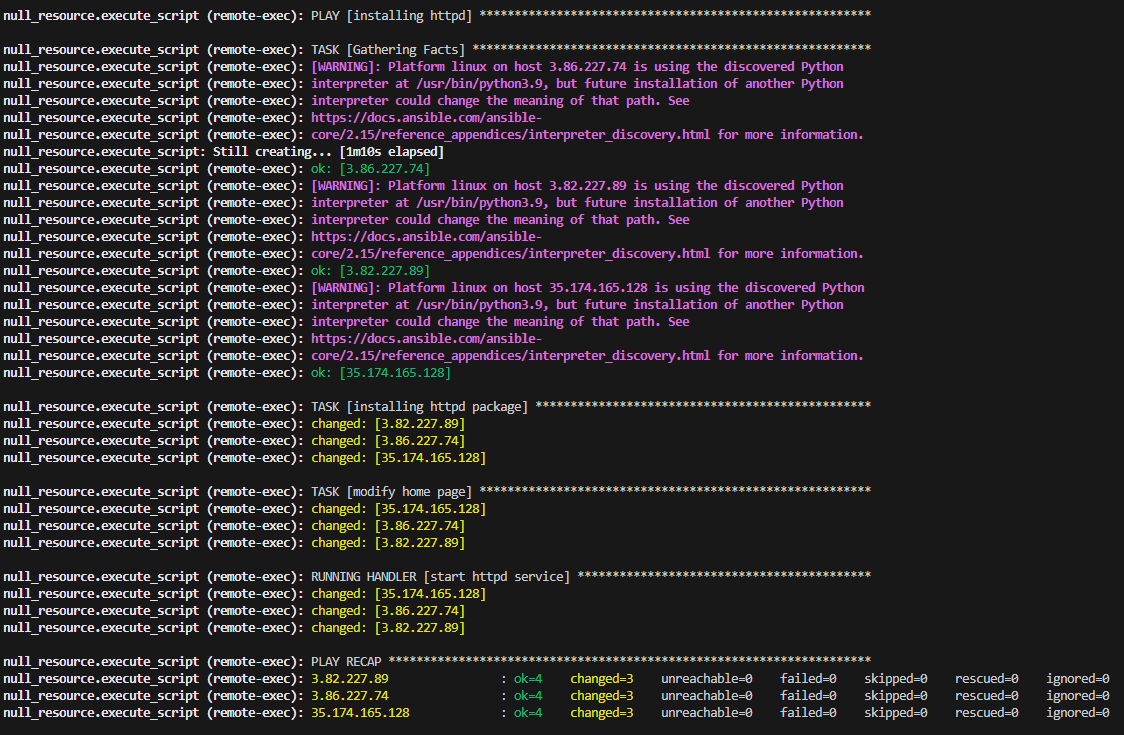 null_resource.execute_script (remote-exec): PLAY [installing httpd] ********************************************************
null_resource.execute_script (remote-exec): TASK [Gathering Facts] *********************************************************
null_resource.execute_script (remote-exec): [WARNING]: Platform linux on host 3.86.227.74 is using the discovered Python
null_resource.execute_script (remote-exec): interpreter at /usr/bin/python3.9, but future installation of another Python
null_resource.execute_script (remote-exec): interpreter could change the meaning of that path. See
null_resource.execute_script (remote-exec): https://docs.ansible.com/ansible-
null_resource.execute_script (remote-exec): core/2.15/reference_appendices/interpreter_discovery.html for more information.
null_resource.execute_script: Still creating... [1m10s elapsed]
null_resource.execute_script (remote-exec): ok: [3.86.227.74]
null_resource.execute_script (remote-exec): [WARNING]: Platform linux on host 3.82.227.89 is using the discovered Python
null_resource.execute_script (remote-exec): interpreter at /usr/bin/python3.9, but future installation of another Python
null_resource.execute_script (remote-exec): interpreter could change the meaning of that path. See
null_resource.execute_script (remote-exec): https://docs.ansible.com/ansible-
null_resource.execute_script (remote-exec): core/2.15/reference_appendices/interpreter_discovery.html for more information.
null_resource.execute_script (remote-exec): ok: [3.82.227.89]
null_resource.execute_script (remote-exec): [WARNING]: Platform linux on host 35.174.165.128 is using the discovered Python
null_resource.execute_script (remote-exec): interpreter at /usr/bin/python3.9, but future installation of another Python
null_resource.execute_script (remote-exec): interpreter could change the meaning of that path. See
null_resource.execute_script (remote-exec): https://docs.ansible.com/ansible-
null_resource.execute_script (remote-exec): core/2.15/reference_appendices/interpreter_discovery.html for more information.
null_resource.execute_script (remote-exec): ok: [35.174.165.128]
null_resource.execute_script (remote-exec): TASK [installing httpd package] ************************************************
null_resource.execute_script (remote-exec): changed: [3.82.227.89]
null_resource.execute_script (remote-exec): changed: [3.86.227.74]
null_resource.execute_script (remote-exec): changed: [35.174.165.128]
null_resource.execute_script (remote-exec): TASK [modify home page] ********************************************************
null_resource.execute_script (remote-exec): changed: [35.174.165.128]
null_resource.execute_script (remote-exec): changed: [3.86.227.74]
null_resource.execute_script (remote-exec): changed: [3.82.227.89]
null_resource.execute_script (remote-exec): RUNNING HANDLER [start httpd service] ******************************************
null_resource.execute_script (remote-exec): changed: [35.174.165.128]
null_resource.execute_script (remote-exec): changed: [3.86.227.74]
null_resource.execute_script (remote-exec): changed: [3.82.227.89]
null_resource.execute_script (remote-exec): PLAY RECAP *********************************************************************
null_resource.execute_script (remote-exec): 3.82.227.89                : ok=4    changed=3    unreachable=0    failed=0    skipped=0    rescued=0    ignored=0
null_resource.execute_script (remote-exec): 3.86.227.74                : ok=4    changed=3    unreachable=0    failed=0    skipped=0    rescued=0    ignored=0
null_resource.execute_script (remote-exec): 35.174.165.128             : ok=4    changed=3    unreachable=0    failed=0    skipped=0    rescued=0    ignored=0